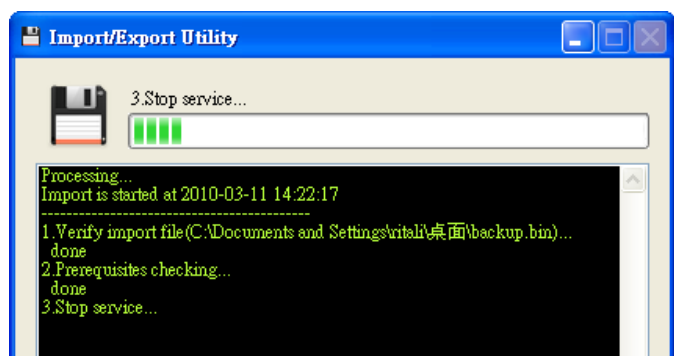 Import/Export Utility
3.Stop service...
Processing...
Import is started at 2010-03-11 14:22:17
-------------------------------------------
1.Verify import file(C:\Documents and Settings\ritali\桌面\backup.bin)...
done
2.Prerequisites checking...
done
3.Stop service...